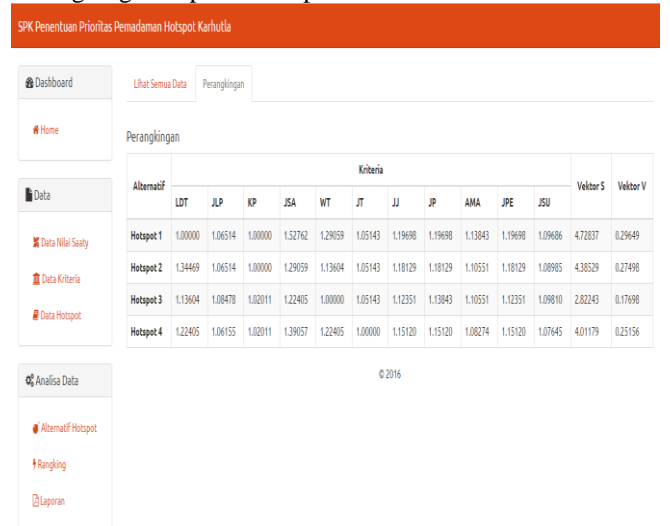 SPK Penentuan Prioritas Pemadaman Hotspot Karhutla
Dashboard
Home
Data
Data Nilai Saaty
Data Kriteria
Data Hotspot
Analisa Data
Alternatif Hotspot
Rangking
Laporan
Lihat Semua Data Perangkingan
Perangkingan
Alternatif Kriteria Vektor S Vektor V
LDT JLP KP JSA WT JT JJ JP AMA JPE JSU
Hotspot 1 1.00000 1.06514 1.00000 1.52762 1.29059 1.05143 1.19698 1.19698 1.13843 1.19698 1.09686 4.72837 0.29649
Hotspot 2 1.34469 1.06514 1.00000 1.29059 1.13604 1.05143 1.18129 1.18129 1.10551 1.18129 1.08985 4.38529 0.27498
Hotspot 3 1.13604 1.08478 1.02011 1.22405 1.00000 1.05143 1.12351 1.13843 1.10551 1.12351 1.09810 2.82243 0.17698
Hotspot 4 1.22405 1.06155 1.02011 1.39057 1.22405 1.00000 1.15120 1.15120 1.08274 1.15120 1.07645 4.01179 0.25156
© 2016